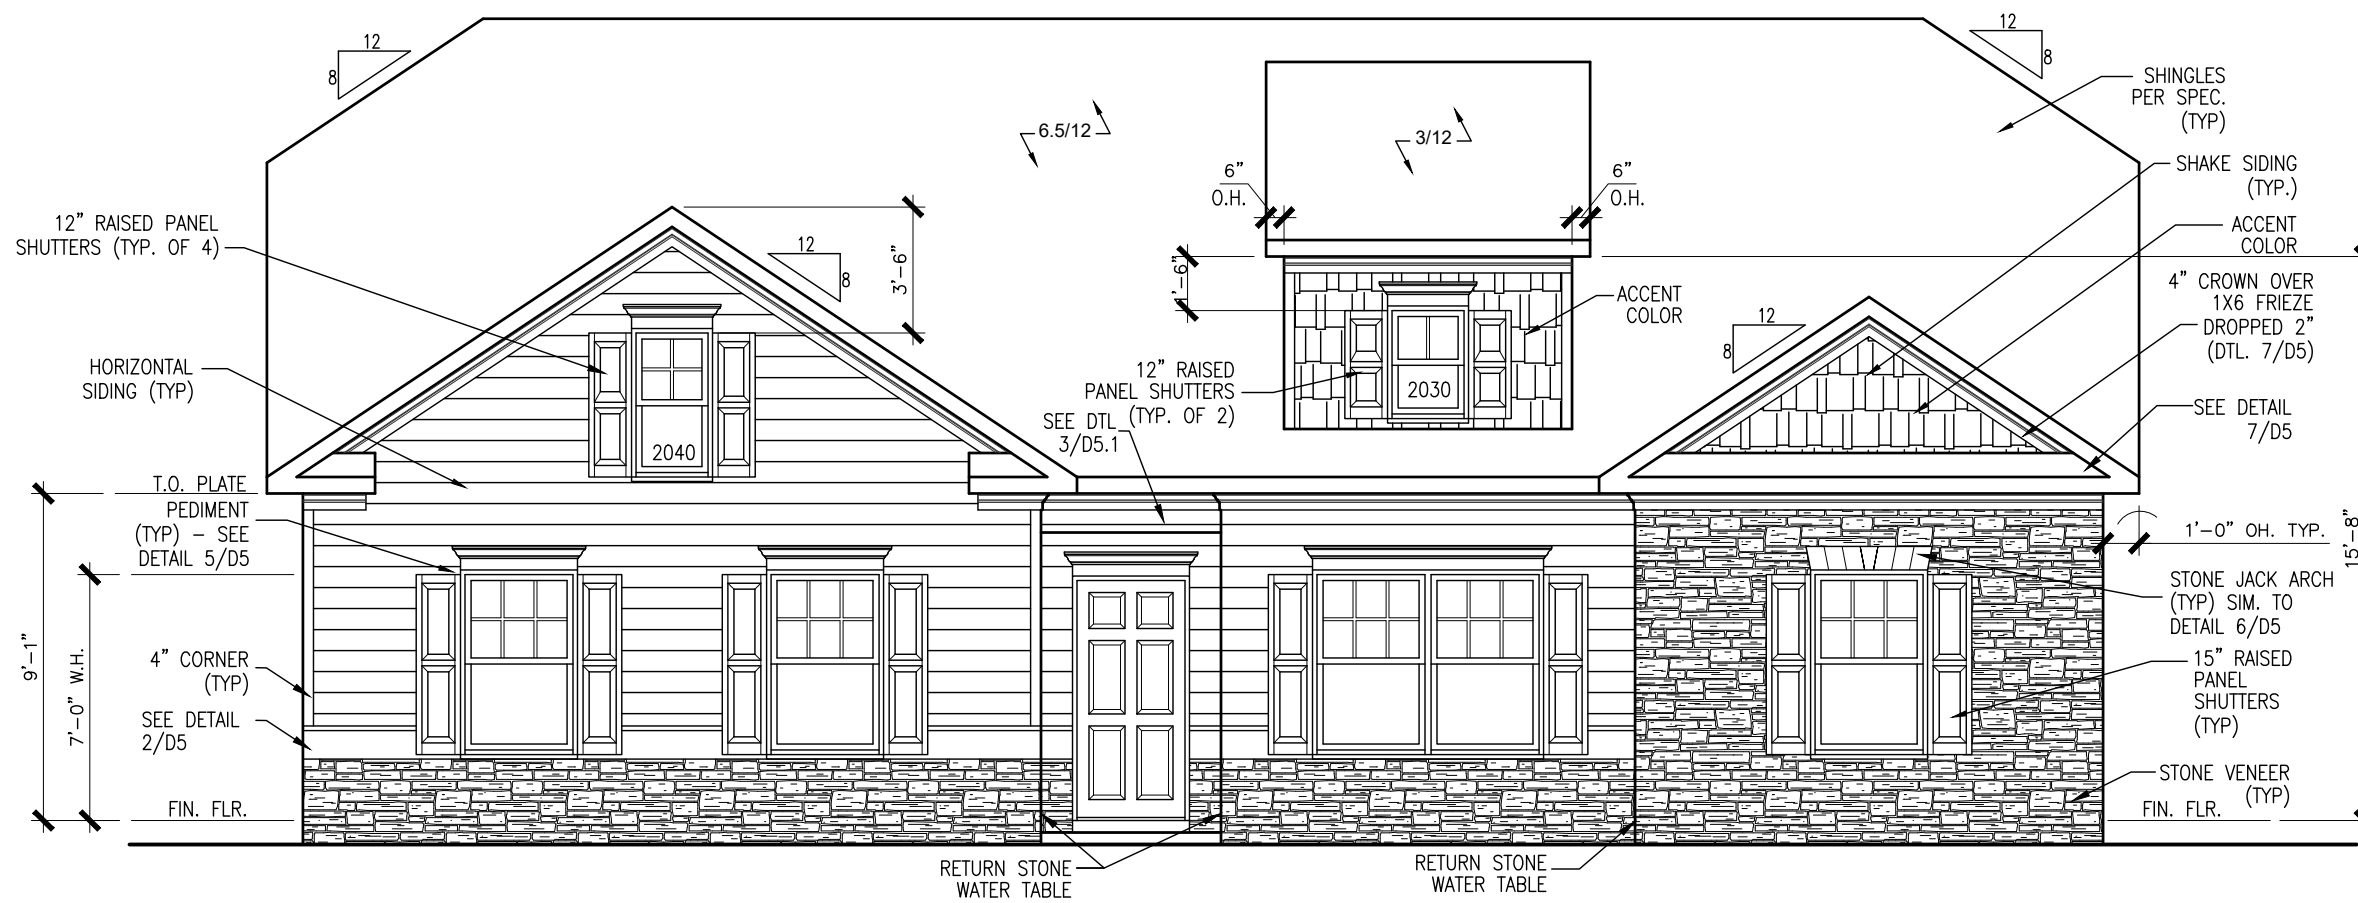 12
8
12
8
SHINGLES
PER SPEC.
(TYP)
6.5/12
3/12
6”
O.H.
6”
O.H.
SHAKE SIDING
(TYP.)
ACCENT
COLOR
12” RAISED PANEL
SHUTTERS (TYP. OF 4)
12
8
3’-6”
1’-6”
4” CROWN OVER
1X6 FRIEZE
DROPPED 2”
(DTL. 7/D5)
ACCENT
COLOR
12
8
HORIZONTAL
SIDING (TYP)
12” RAISED
PANEL SHUTTERS
(TYP. OF 2)
2030
SEE DTL
3/D5.1
SEE DETAIL
7/D5
2040
T.O. PLATE
PEDIMENT
(TYP) – SEE
DETAIL 5/D5
1’-0” OH. TYP.
15’-8”
STONE JACK ARCH
(TYP) SIM. TO
DETAIL 6/D5
9’-1”
7’-0” W.H.
4” CORNER
(TYP)
15” RAISED
PANEL
SHUTTERS
(TYP)
SEE DETAIL
2/D5
STONE VENEER
(TYP)
FIN. FLR.
FIN. FLR.
RETURN STONE
WATER TABLE
RETURN STONE
WATER TABLE